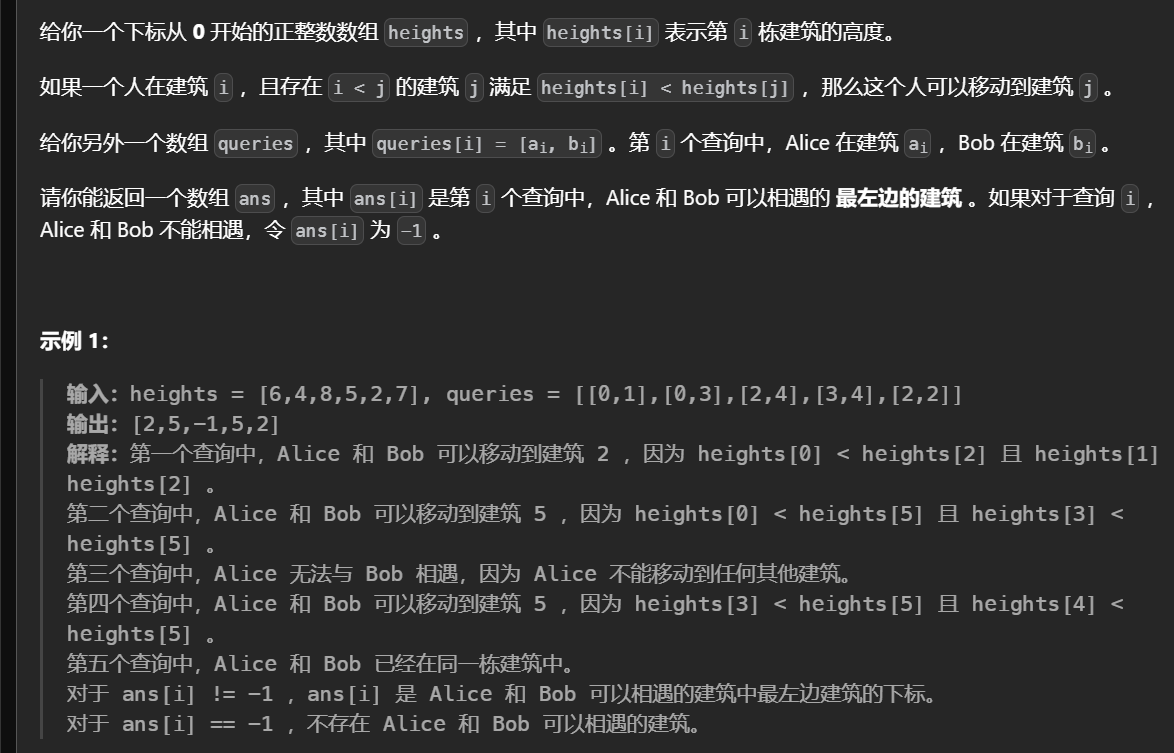 给你一个下标从 0 开始的正整数数组 heights ，其中 heights[i] 表示第 i 栋建筑的高度。
如果一个人在建筑 i ，且存在 i < j 的建筑 j 满足 heights[i] < heights[j] ，那么这个人可以移动到建筑 j 。
给你另外一个数组 queries ，其中 queries[i] = [aᵢ, bᵢ] 。第 i 个查询中，Alice 在建筑 aᵢ ，Bob 在建筑 bᵢ 。
请你能返回一个数组 ans ，其中 ans[i] 是第 i 个查询中，Alice 和 Bob 可以相遇的 最左边的建筑 。如果对于查询 i ，
Alice 和 Bob 不能相遇，令 ans[i] 为 -1 。
示例 1：
输入：heights = [6,4,8,5,2,7], queries = [[0,1],[0,3],[2,4],[3,4],[2,2]]
输出：[2,5,-1,5,2]
解释：第一个查询中，Alice 和 Bob 可以移动到建筑 2 ，因为 heights[0] < heights[2] 且 heights[1]
heights[2] 。
第二个查询中，Alice 和 Bob 可以移动到建筑 5 ，因为 heights[0] < heights[5] 且 heights[3] <
heights[5] 。
第三个查询中，Alice 无法与 Bob 相遇，因为 Alice 不能移动到任何其他建筑。
第四个查询中，Alice 和 Bob 可以移动到建筑 5 ，因为 heights[3] < heights[5] 且 heights[4] <
heights[5] 。
第五个查询中，Alice 和 Bob 已经在同一栋建筑中。
对于 ans[i] != -1 ，ans[i] 是 Alice 和 Bob 可以相遇的建筑中最左边建筑的下标。
对于 ans[i] == -1 ，不存在 Alice 和 Bob 可以相遇的建筑。